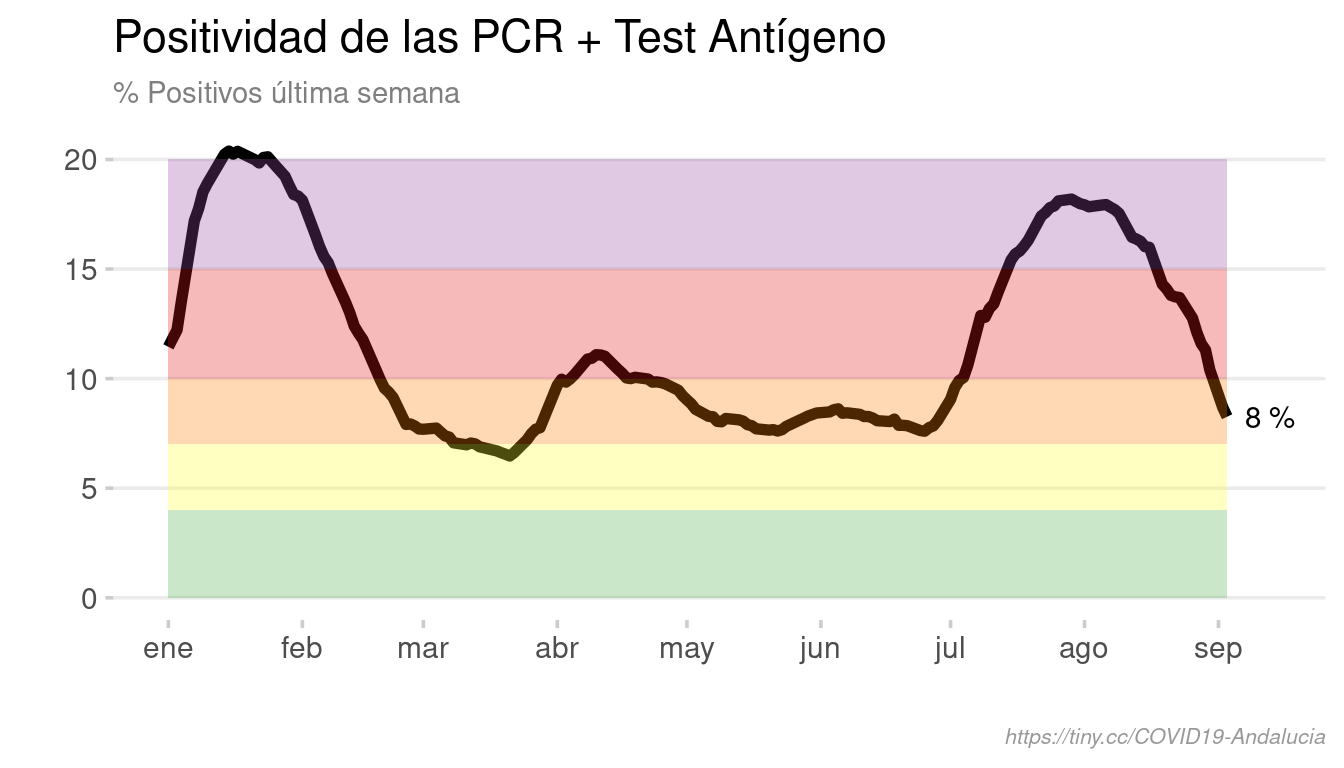 Positividad de las PCR + Test Antígeno
% Positivos última semana
20
15
10
5
0
8 %
ene feb mar abr may jun jul ago sep
https://tiny.cc/COVID19-Andalucia